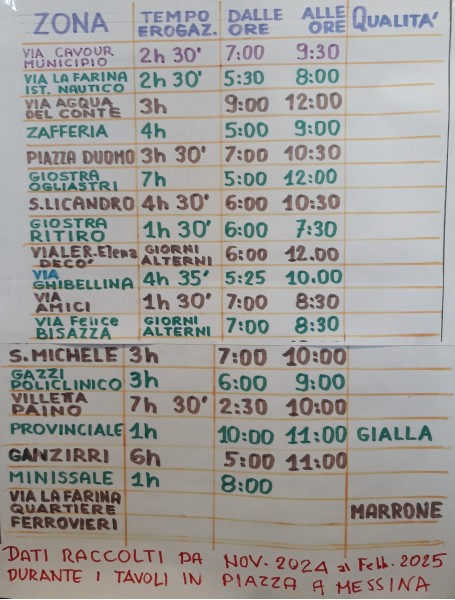 ZONA TEMPO EROGAZ. DALLE ORE ALLE ORE QUALITA'
VIA CAVOUR MUNICIPIO 2h 30' 7:00 9:30
VIA LA FARINA IST. NAUTICO 2h 30' 5:30 8:00
VIA ACQUA DEL CONTE 3h 9:00 12:00
ZAFFERIA 4h 5:00 9:00
PIAZZA DUOMO 3h 30' 7:00 10:30
GIOSTRA OGLIASTRI 7h 5:00 12:00
S.LICANDRO 4h 30' 6:00 10:30
GIOSTRA RITIRO 1h 30' 6:00 7:30
VIALE R. Elena DECO' GIORNI ALTERNI 6:00 12.00
VIA GHIBELLINA 4h 35' 5:25 10.00
VIA AMICI 1h 30' 7:00 8:30
VIA Felice BISAZZA GIORNI ALTERNI 7:00 8:30
S.MICHELE 3h 7:00 10:00
GAZZI POLICLINICO 3h 6:00 9:00
VILLETTA PAINO 7h 30' 2:30 10:00
PROVINCIALE 1h 10:00 11:00 GIALLA
GANZIRRI 6h 5:00 11:00
MINISSALE 1h 8:00
VIA LA FARINA QUARTIERE FERROVIERI MARRONE
DATI RACCOLTI DA NOV. 2024 al Febb. 2025
DURANTE I TAVOLI IN PIAZZA A MESSINA